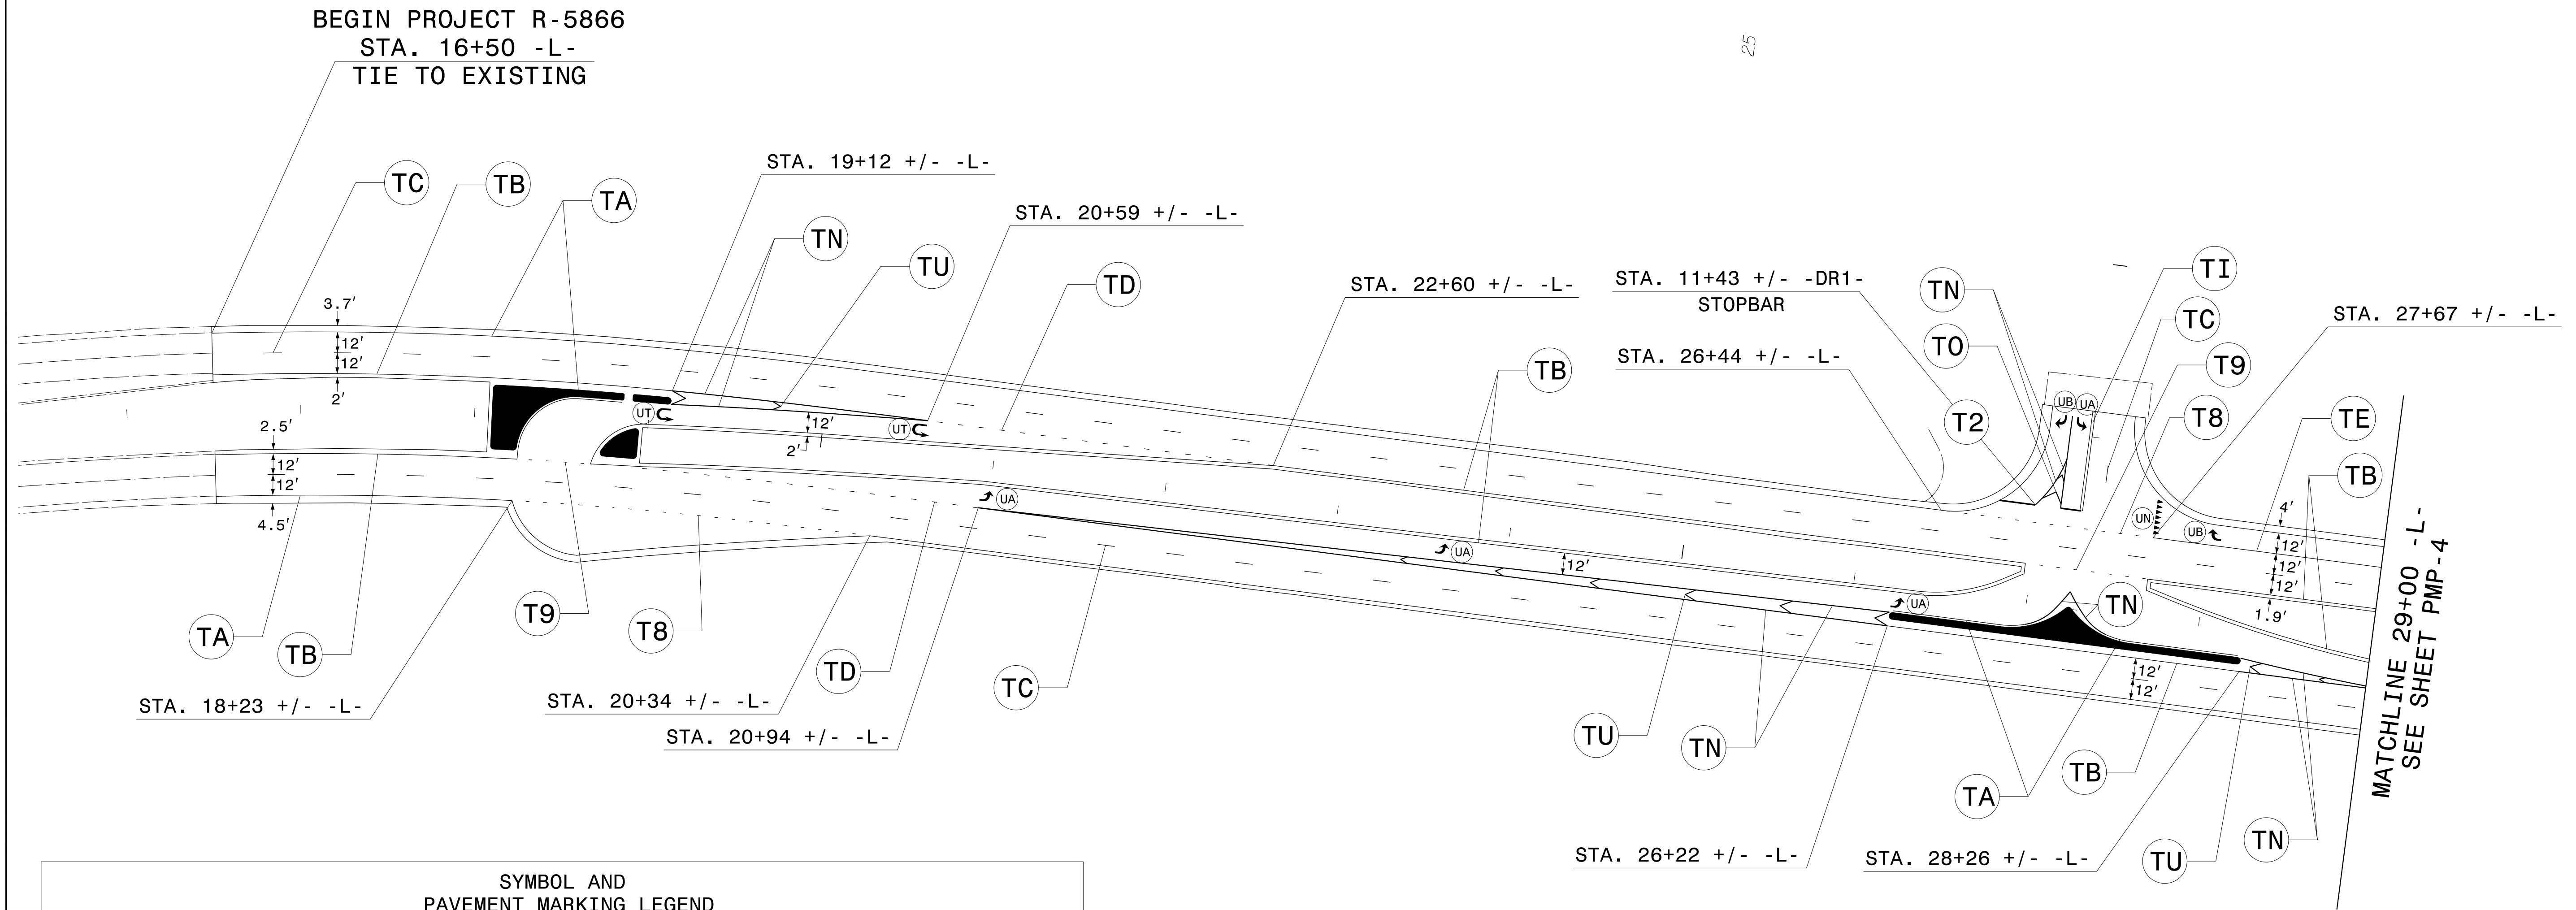 BEGIN PROJECT R-5866
STA. 16+50 -L-
TIE TO EXISTING
25
STA. 19+12 +/- -L-
TC
TB
TA
STA. 20+59 +/- -L-
TN
TU
TD
STA. 22+60 +/- -L-
STA. 11+43 +/- -DR1-
STOPBAR
TN
TI
TC
STA. 27+67 +/- -L-
TO
STA. 26+44 +/- -L-
T9
TB
T2
T8
TE
TB
3.7'
12'
12'
2'
UT
UT
12'
2'
UB
UA
2.5'
12'
12'
4.5'
UA
UA
12'
UA
UN
UB
4'
12'
12'
12'
1.9'
TN
12'
12'
TA
TB
T9
T8
TD
TC
STA. 18+23 +/- -L-
STA. 20+34 +/- -L-
STA. 20+94 +/- -L-
TU
TN
TA
TB
STA. 26+22 +/- -L-
STA. 28+26 +/- -L-
TU
TN
MATCHLINE 29+00 -L-
SEE SHEET PMP-4
SYMBOL AND
PAVEMENT MARKING LEGEND